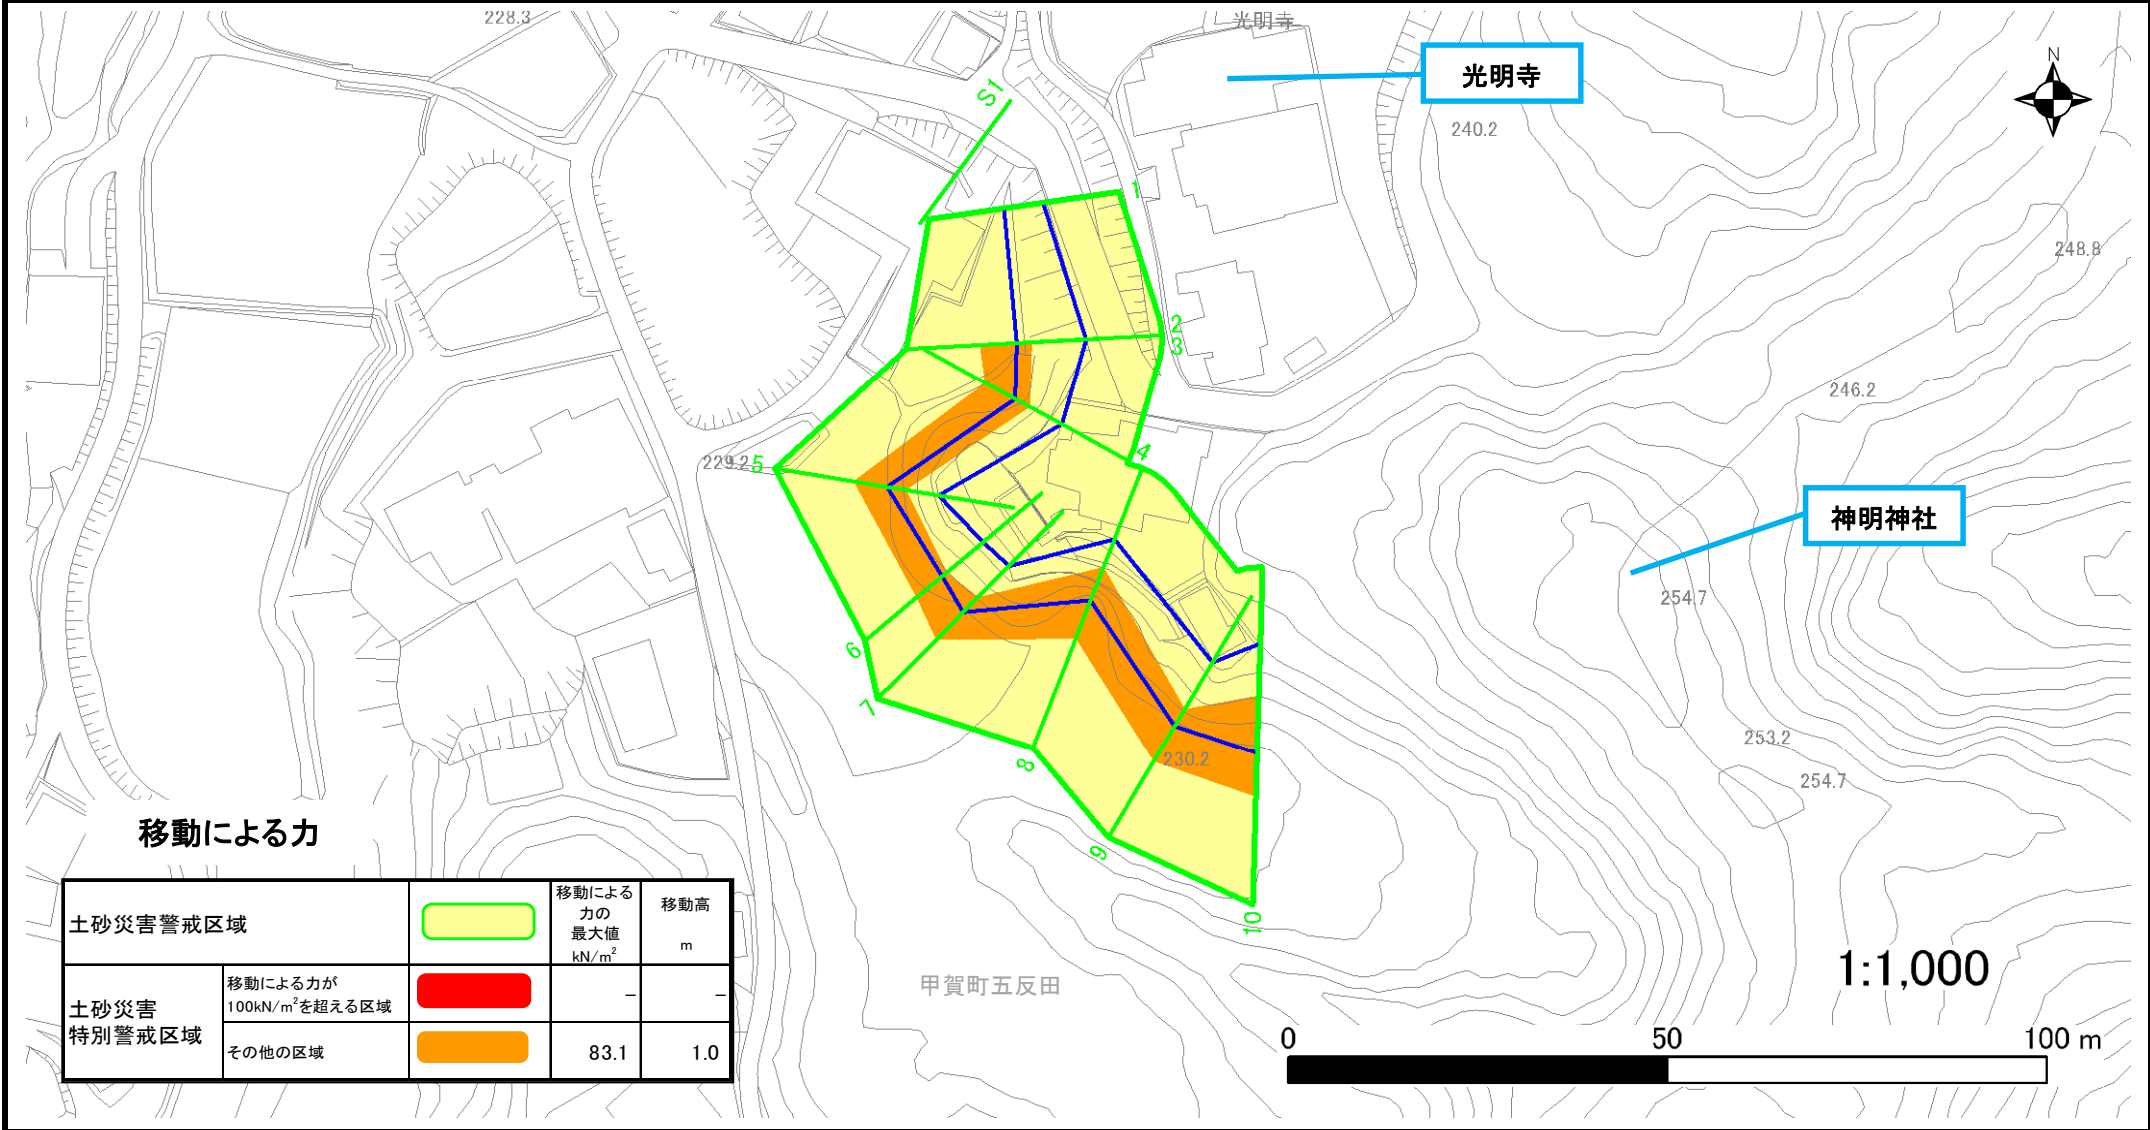 228.3
光明寺
S1
光明寺
N
240.2
1
248.8
2
3
246.2
4
229.2
5
神明神社
254.7
6
7
253.2
8
230.2
254.7
9
10
甲賀町五反田
1:1,000
0 50 100 m
移動による力
土砂災害警戒区域
移動による
力の
最大値
kN/m²
移動高
m
土砂災害
特別警戒区域
移動による力が
100kN/m²を超える区域
－ －
その他の区域
83.1 1.0